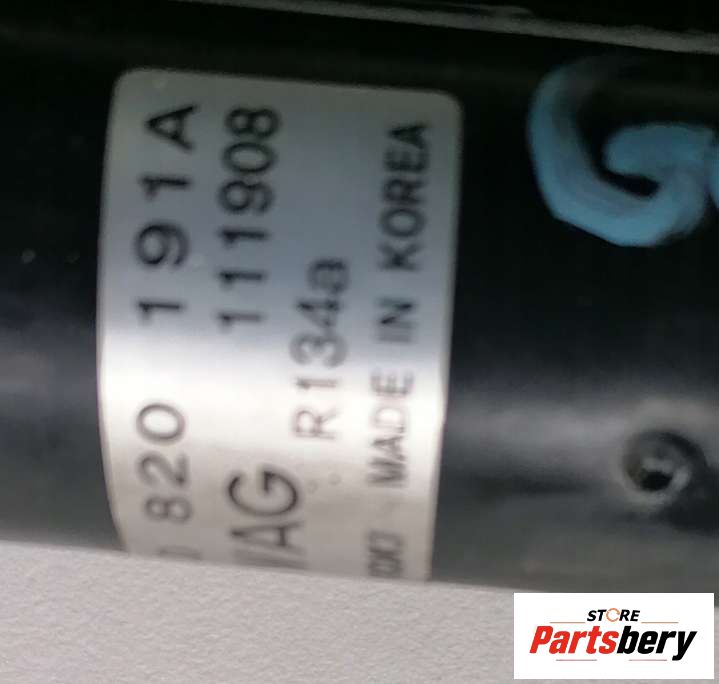 820 191A
VAG 111908
R134a
MADE IN KOREA
G
STORE
Partsbery